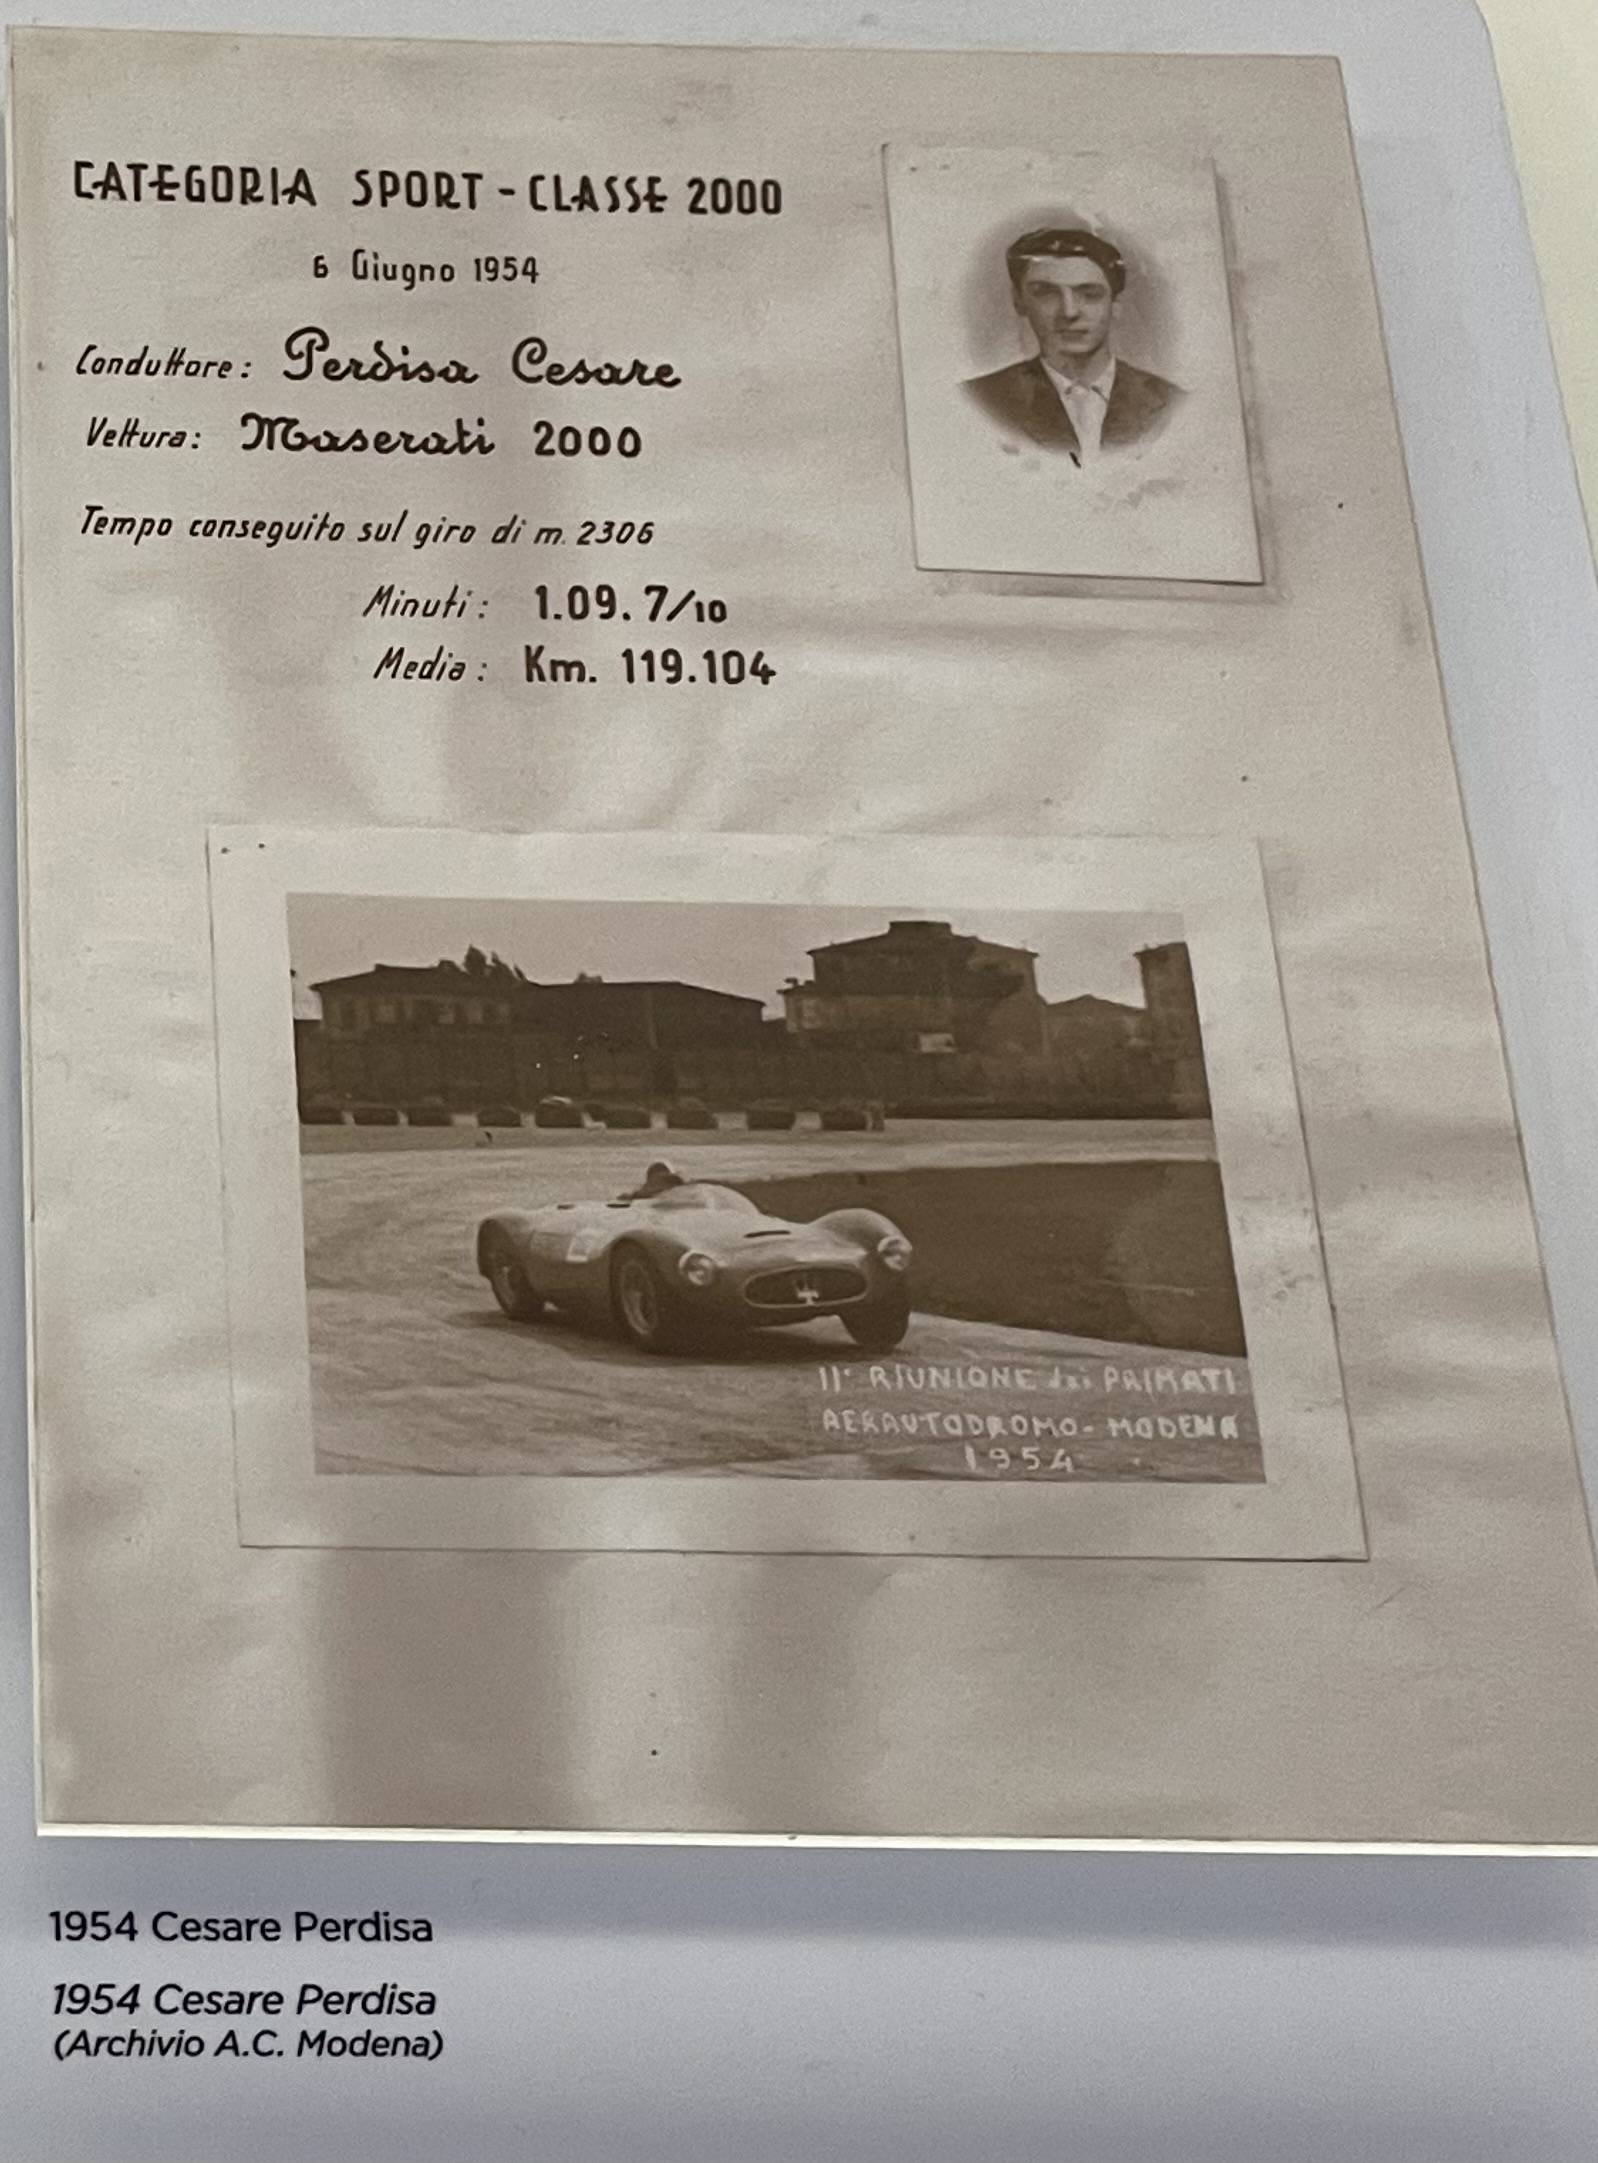 CATEGORIA SPORT - CLASSE 2000
6 Giugno 1954
Conduttore: Perdisa Cesare
Vettura: Maserati 2000
Tempo conseguito sul giro di m. 2306
Minuti: 1.09.7/10
Media: Km. 119.104
11° RIUNIONE dei PRIMATI
AERAUTODROMO - MODENA
1954
1954 Cesare Perdisa
1954 Cesare Perdisa
(Archivio A.C. Modena)